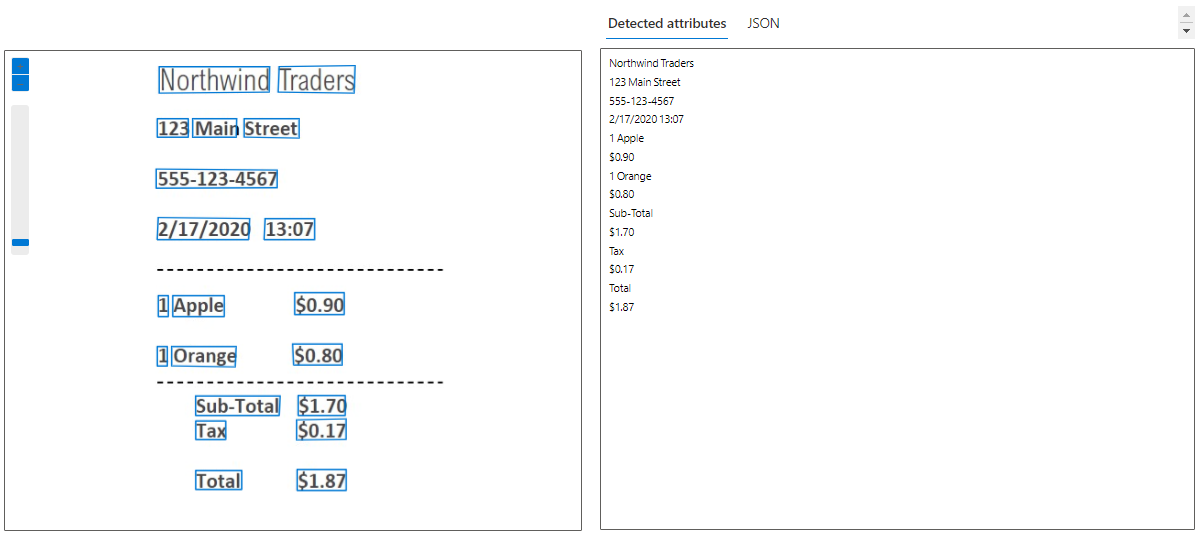 Detected attributes JSON
Northwind Traders
123 Main Street
555-123-4567
2/17/2020 13:07
-----------------------------
1 Apple $0.90
1 Orange $0.80
-----------------------------
Sub-Total $1.70
Tax $0.17
Total $1.87
Northwind Traders
123 Main Street
555-123-4567
2/17/2020 13:07
1 Apple
$0.90
1 Orange
$0.80
Sub-Total
$1.70
Tax
$0.17
Total
$1.87